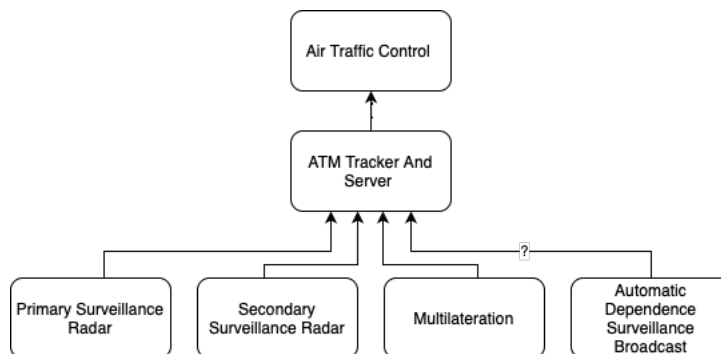 Air Traffic Control
ATM Tracker And
Server
?
Primary Surveillance
Radar
Secondary
Surveillance Radar
Multilateration
Automatic
Dependence
Surveillance
Broadcast